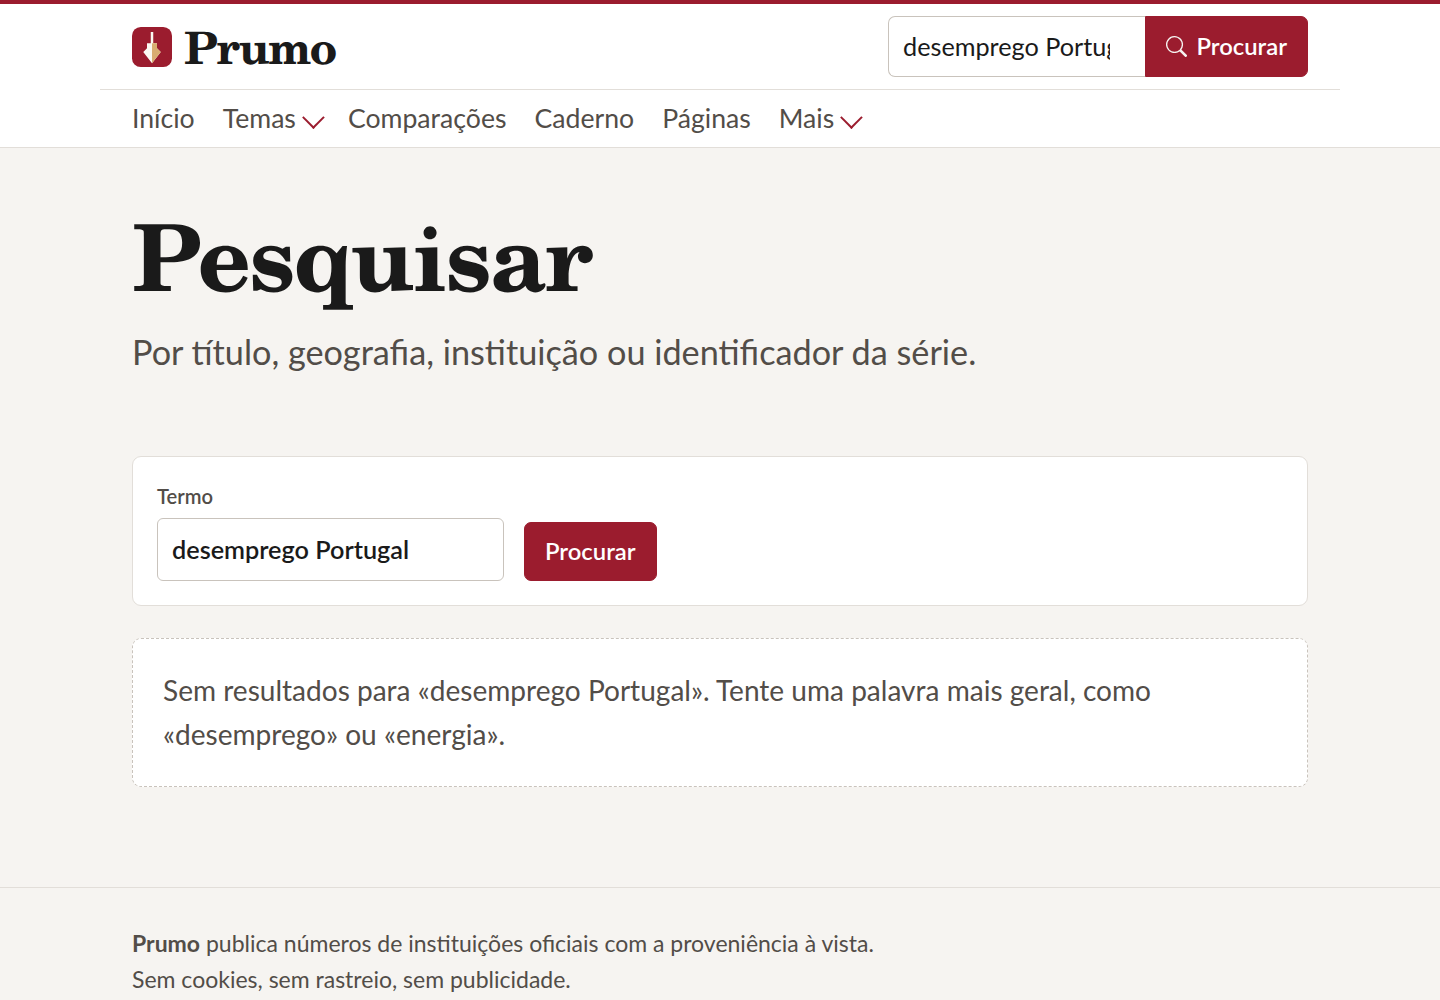 Prumo
desemprego Portug
Procurar
Início Temas Comparações Caderno Páginas Mais
Pesquisar
Por título, geografia, instituição ou identificador da série.
Termo
desemprego Portugal
Procurar
Sem resultados para «desemprego Portugal». Tente uma palavra mais geral, como
«desemprego» ou «energia».
Prumo publica números de instituições oficiais com a proveniência à vista.
Sem cookies, sem rastreio, sem publicidade.